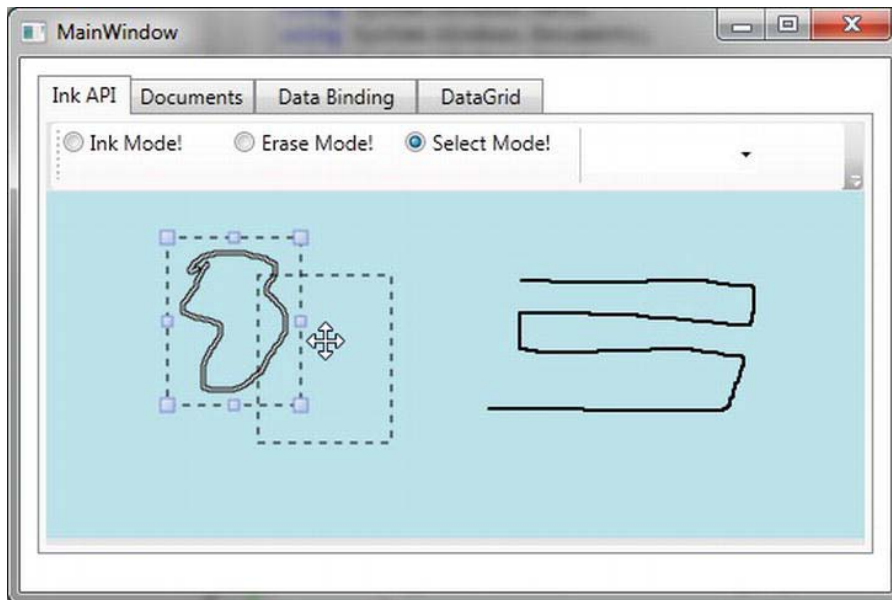 MainWindow
Ink API Documents Data Binding DataGrid
Ink Mode! Erase Mode! Select Mode!